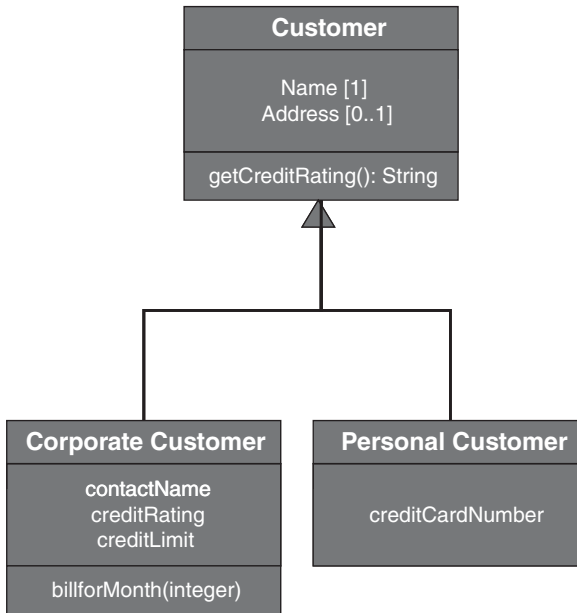 Customer
Name [1]
Address [0..1]
getCreditRating(): String
Corporate Customer
contactName
creditRating
creditLimit
billforMonth(integer)
Personal Customer
creditCardNumber